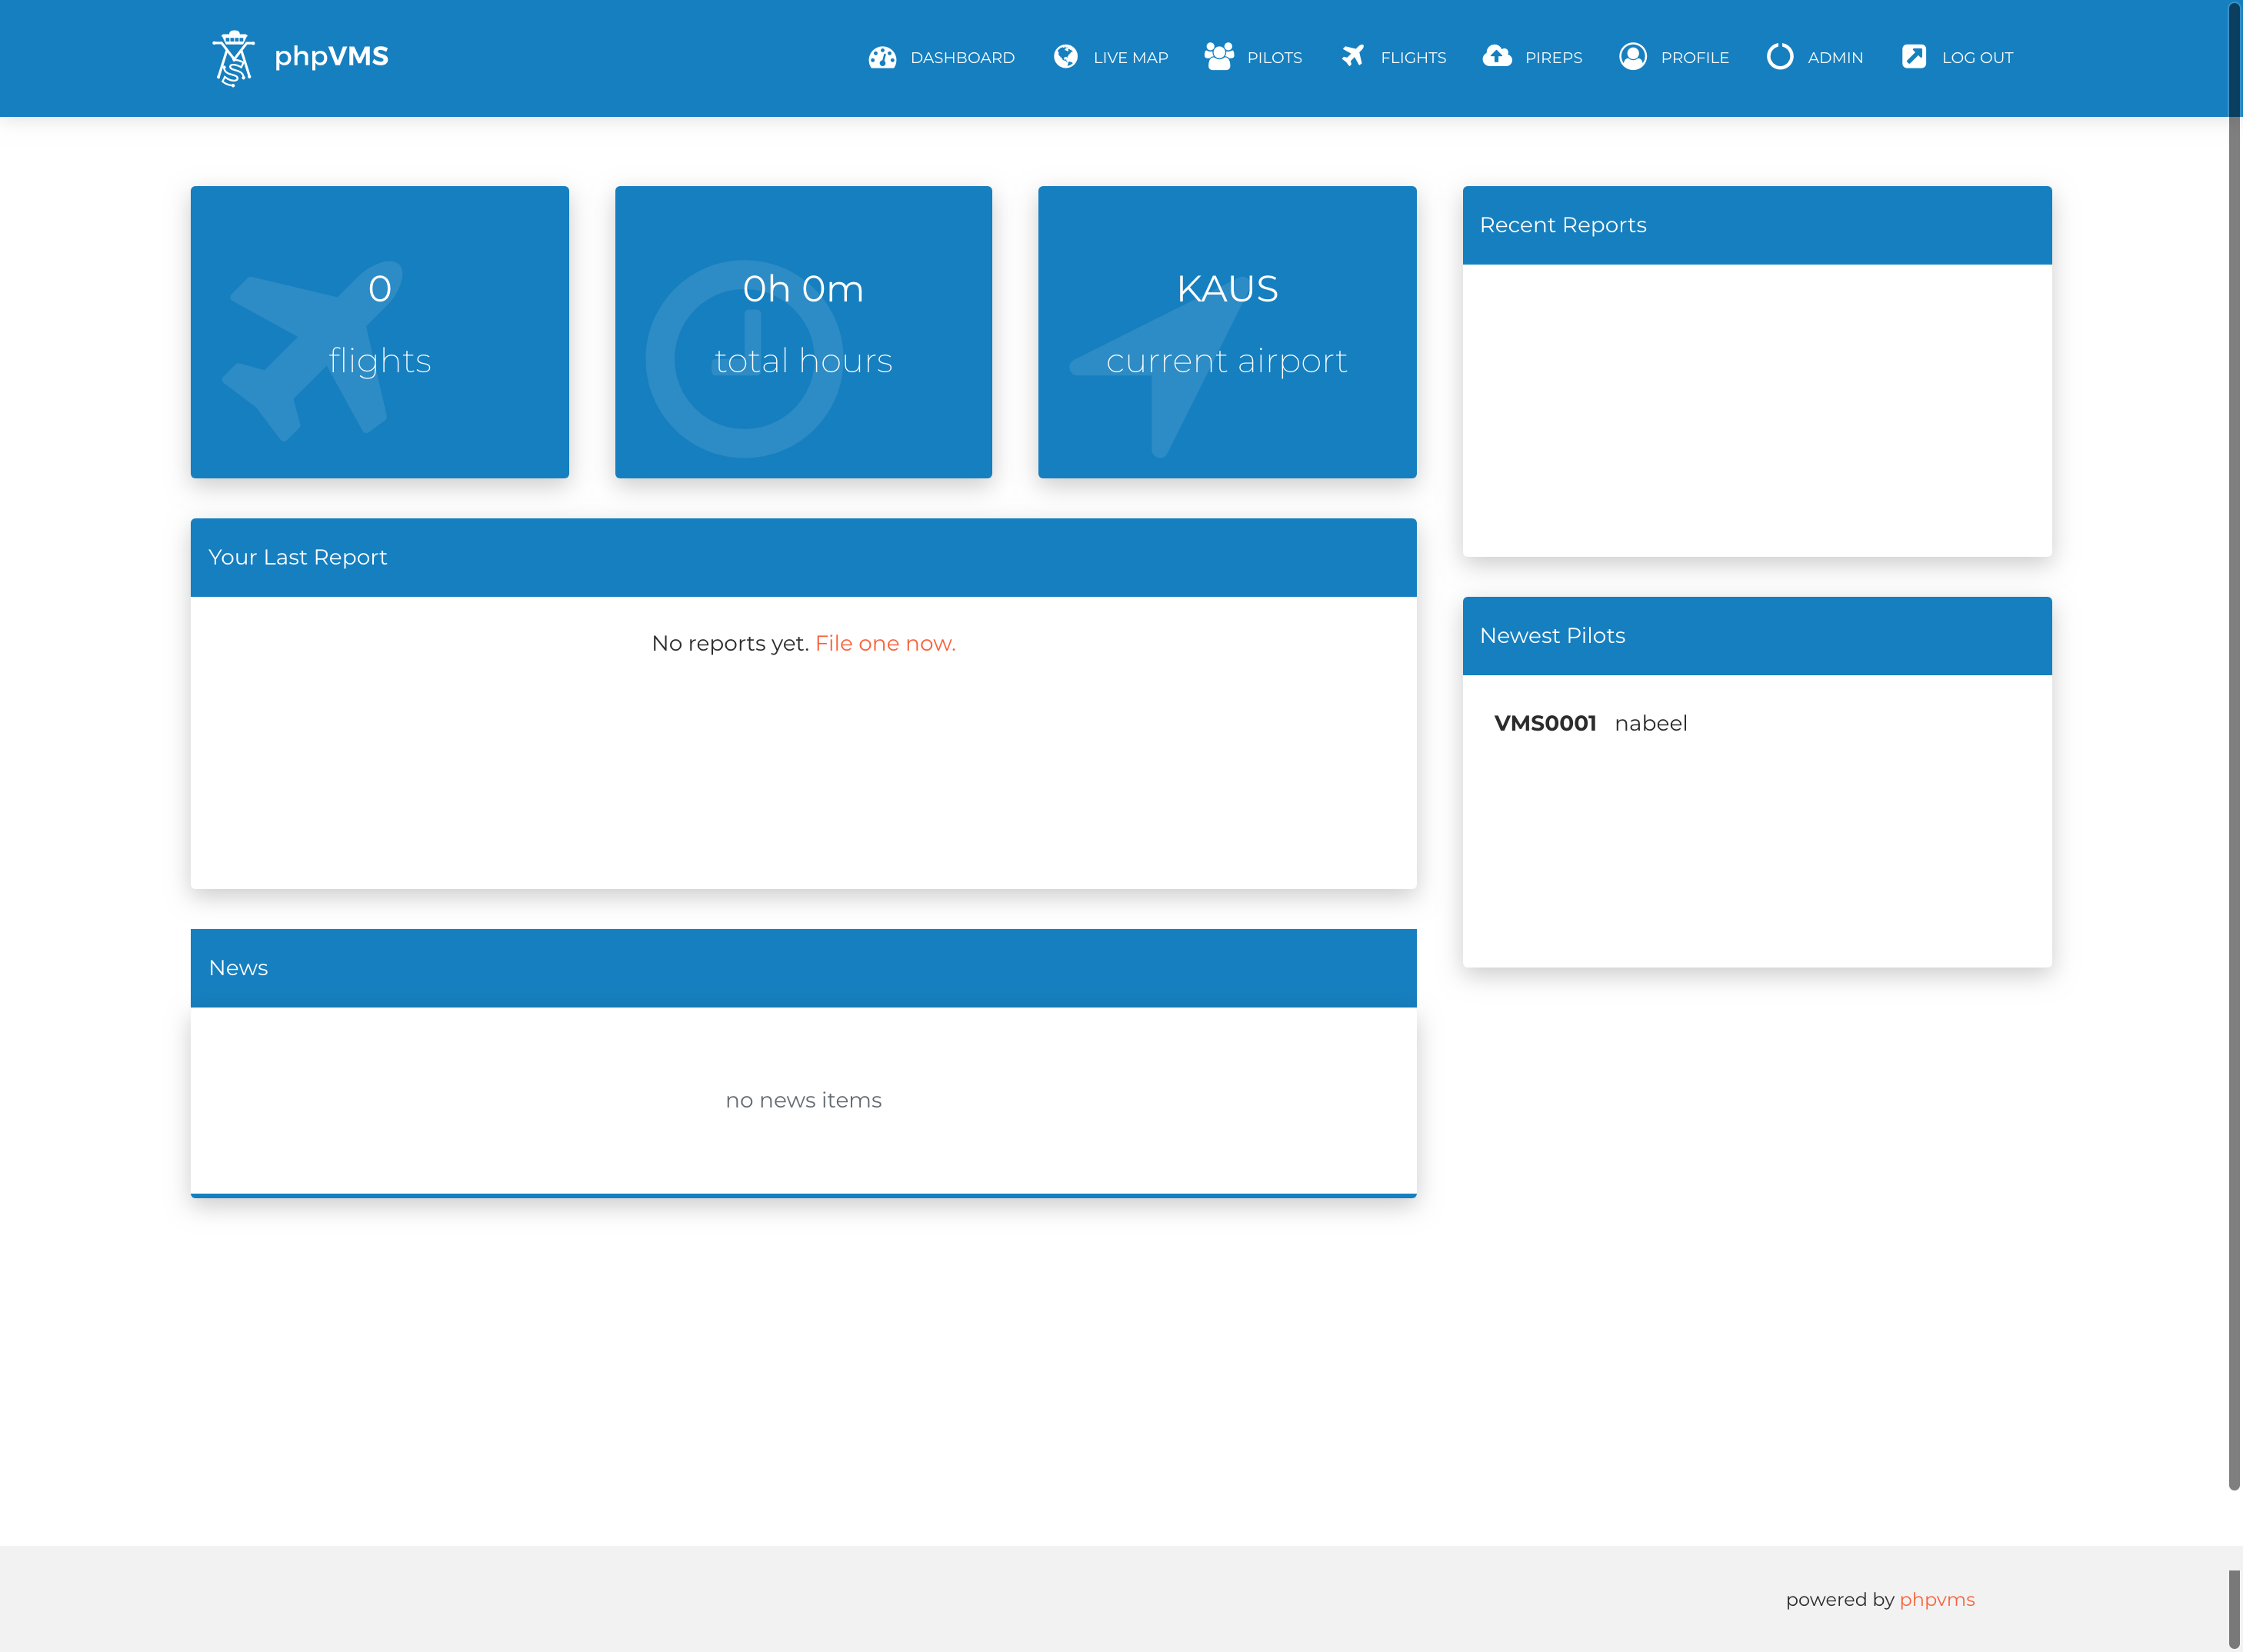 phpVMS
DASHBOARD LIVE MAP PILOTS FLIGHTS PIREPS PROFILE ADMIN LOG OUT
0
flights
0h 0m
total hours
KAUS
current airport
Recent Reports
Your Last Report
No reports yet. File one now.
Newest Pilots
VMS0001 nabeel
News
no news items
powered by phpvms